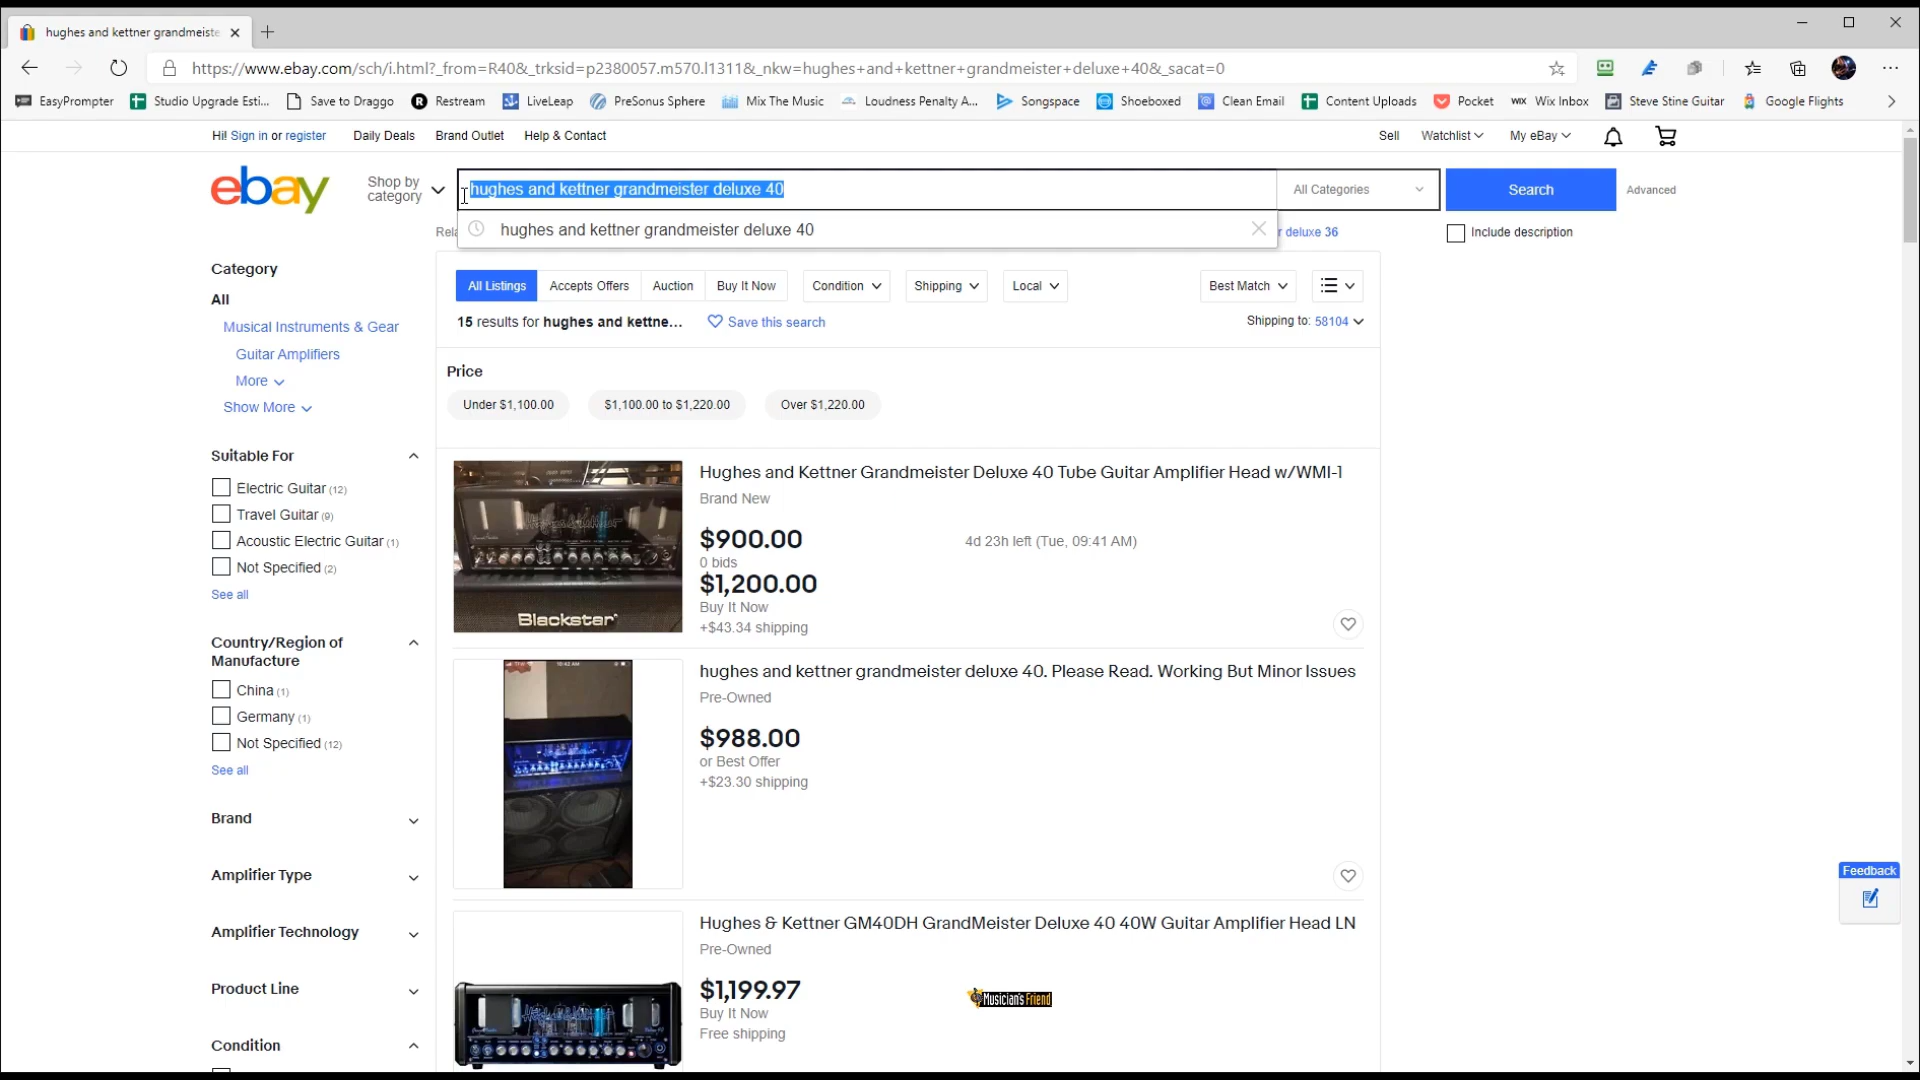 hughes and kettner grandmeiste
https://www.ebay.com/sch/i.html?_from=R40&_trksid=p2380057.m570.l1311&_nkw=hughes+and+kettner+grandmeister+deluxe+40&_sacat=0
EasyPrompter Studio Upgrade Esti... Save to Draggo Restream LiveLeap PreSonus Sphere Mix The Music Loudness Penalty A... Songspace Shoeboxed Clean Email Content Uploads Pocket Wix Inbox Steve Stine Guitar Google Flights
Hi! Sign in or register Daily Deals Brand Outlet Help & Contact Sell Watchlist My eBay
ebay
Shop by category
hughes and kettner grandmeister deluxe 40
All Categories
Search
Advanced
hughes and kettner grandmeister deluxe 40
Rela
r deluxe 36
Include description
Category
All
Musical Instruments & Gear
Guitar Amplifiers
More
Show More
Suitable For
Electric Guitar (12)
Travel Guitar (9)
Acoustic Electric Guitar (1)
Not Specified (2)
See all
Country/Region of
Manufacture
China (1)
Germany (1)
Not Specified (12)
See all
Brand
Amplifier Type
Amplifier Technology
Product Line
Condition
All Listings Accepts Offers Auction Buy It Now Condition Shipping Local Best Match
15 results for hughes and kettne... Save this search Shipping to: 58104
Price
Under $1,100.00 $1,100.00 to $1,220.00 Over $1,220.00
Hughes and Kettner Grandmeister Deluxe 40 Tube Guitar Amplifier Head w/WMI-1
Brand New
$900.00 4d 23h left (Tue, 09:41 AM)
0 bids
$1,200.00
Buy It Now
+$43.34 shipping
Hughes & Kettner
Blackstar
hughes and kettner grandmeister deluxe 40. Please Read. Working But Minor Issues
Pre-Owned
$988.00
or Best Offer
+$23.30 shipping
10:42 AM
Hughes & Kettner GM40DH GrandMeister Deluxe 40 40W Guitar Amplifier Head LN
Pre-Owned
$1,199.97
Buy It Now
Free shipping
Musician's Friend
Hughes & Kettner
Feedback